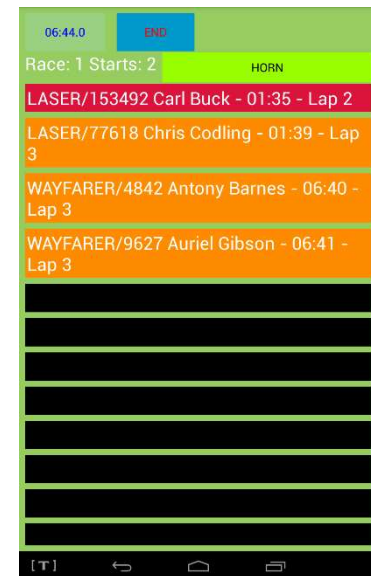 06:44.0 END
Race: 1 Starts: 2 HORN
LASER/153492 Carl Buck - 01:35 - Lap 2
LASER/77618 Chris Codling - 01:39 - Lap
3
WAYFARER/4842 Antony Barnes - 06:40 -
Lap 3
WAYFARER/9627 Auriel Gibson - 06:41 -
Lap 3
[T]